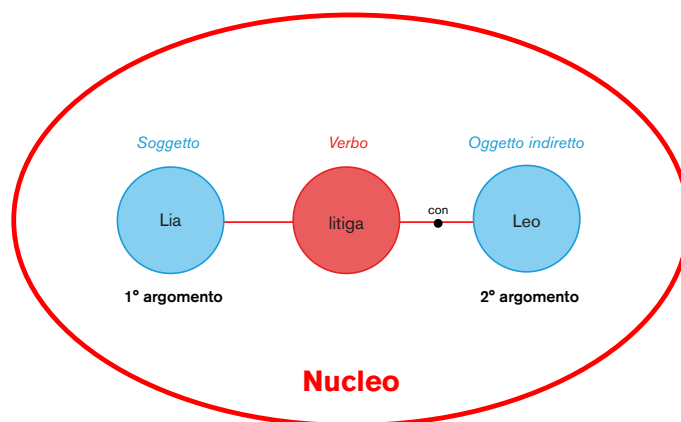 Soggetto Verbo Oggetto indiretto
Lia litiga con Leo
1° argomento 2° argomento
Nucleo